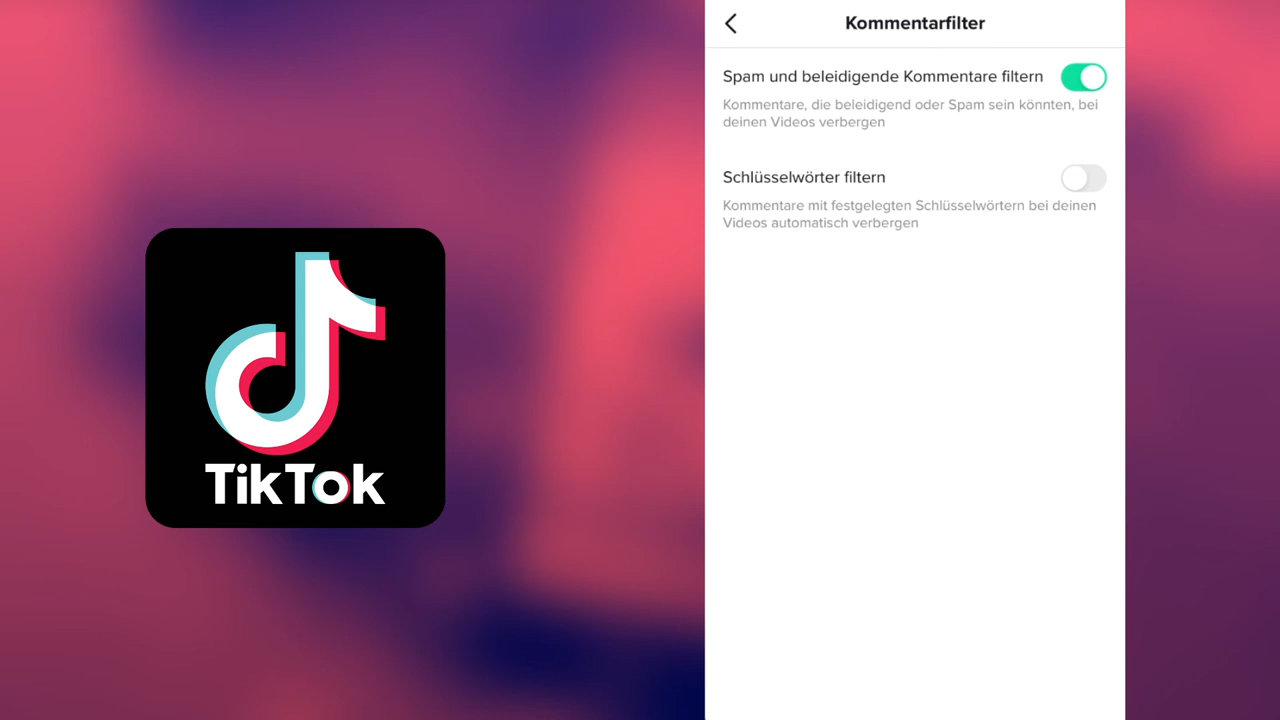 TikTok
Kommentarfilter
Spam und beleidigende Kommentare filtern
Kommentare, die beleidigend oder Spam sein könnten, bei
deinen Videos verbergen
Schlüsselwörter filtern
Kommentare mit festgelegten Schlüsselwörtern bei deinen
Videos automatisch verbergen